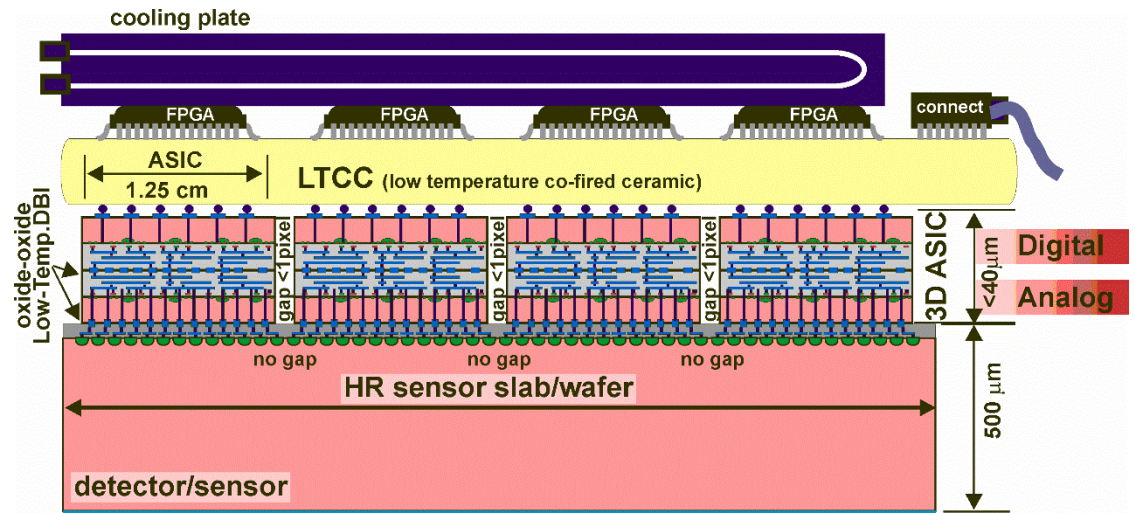 cooling plate
FPGA
FPGA
FPGA
FPGA
connect
ASIC
1.25 cm
LTCC (low temperature co-fired ceramic)
oxide-oxide
Low-Temp.DBI
gap <1pixel
gap <1pixel
gap <1pixel
3D ASIC
<40μm
Digital
Analog
no gap
no gap
no gap
HR sensor slab/wafer
500 μm
detector/sensor